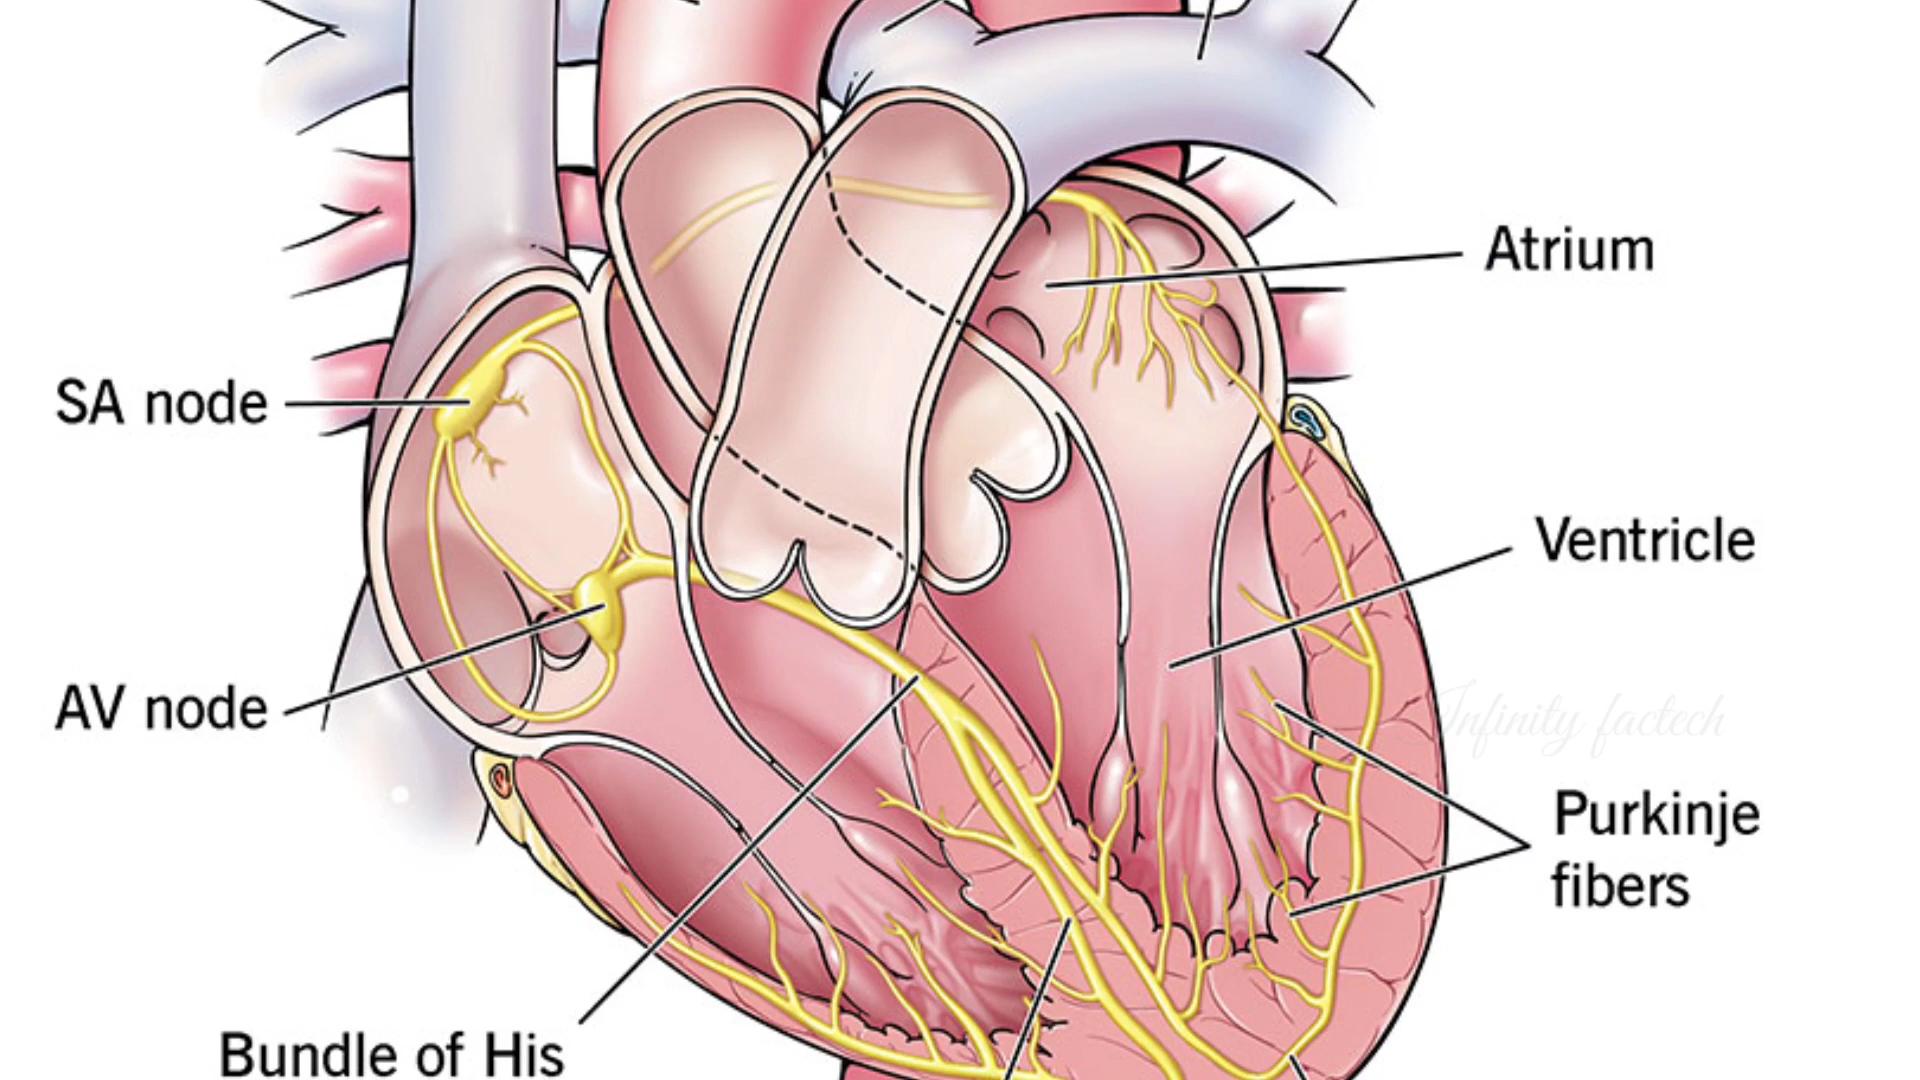 Atrium
SA node
Ventricle
AV node
Infinity factech
Purkinje
fibers
Bundle of His